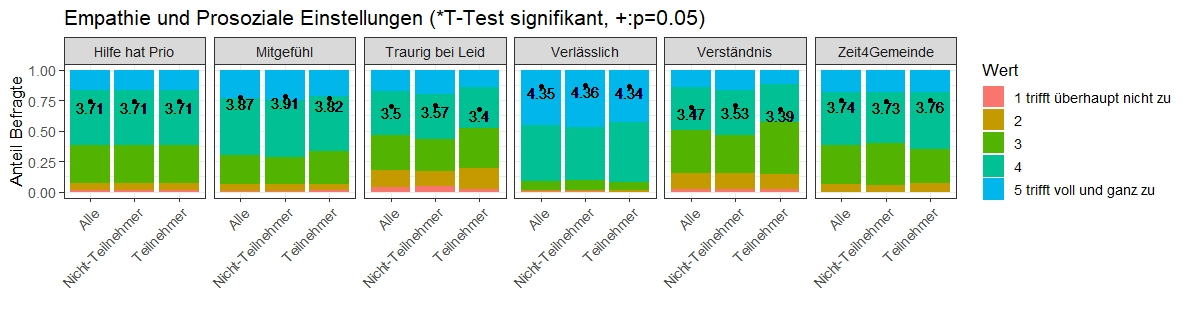 Empathie und Prosoziale Einstellungen (*T-Test signifikant, +:p=0.05)
Hilfe hat Prio
Mitgefühl
Traurig bei Leid
Verlässlich
Verständnis
Zeit4Gemeinde
Anteil Befragte
1.00
0.75
0.50
0.25
0.00
3.71 3.71 3.71
3.87 3.91 3.82
3.5 3.57 3.4
4.35 4.36 4.34
3.47 3.53 3.39
3.74 3.73 3.76
Alle
Nicht-Teilnehmer
Teilnehmer
Alle
Nicht-Teilnehmer
Teilnehmer
Alle
Nicht-Teilnehmer
Teilnehmer
Alle
Nicht-Teilnehmer
Teilnehmer
Alle
Nicht-Teilnehmer
Teilnehmer
Alle
Nicht-Teilnehmer
Teilnehmer
Wert
1 trifft überhaupt nicht zu
2
3
4
5 trifft voll und ganz zu